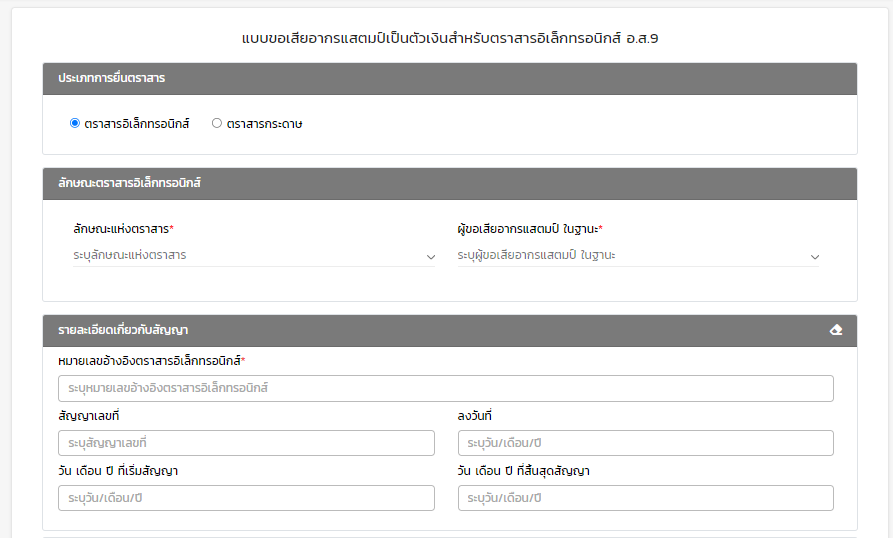 แบบขอเสียอากรแสตมป์เป็นตัวเงินสำหรับตราสารอิเล็กทรอนิกส์ อ.ส.9
ประเภทการยื่นตราสาร
ตราสารอิเล็กทรอนิกส์ ตราสารกระดาษ
ลักษณะตราสารอิเล็กทรอนิกส์
ลักษณะแห่งตราสาร* ผู้ขอเสียอากรแสตมป์ ในฐานะ*
ระบุลักษณะแห่งตราสาร ระบุผู้ขอเสียอากรแสตมป์ ในฐานะ
รายละเอียดเกี่ยวกับสัญญา
หมายเลขอ้างอิงตราสารอิเล็กทรอนิกส์*
ระบุหมายเลขอ้างอิงตราสารอิเล็กทรอนิกส์
สัญญาเลขที่ ลงวันที่
ระบุสัญญาเลขที่ ระบุวัน/เดือน/ปี
วัน เดือน ปี ที่เริ่มสัญญา วัน เดือน ปี ที่สิ้นสุดสัญญา
ระบุวัน/เดือน/ปี ระบุวัน/เดือน/ปี